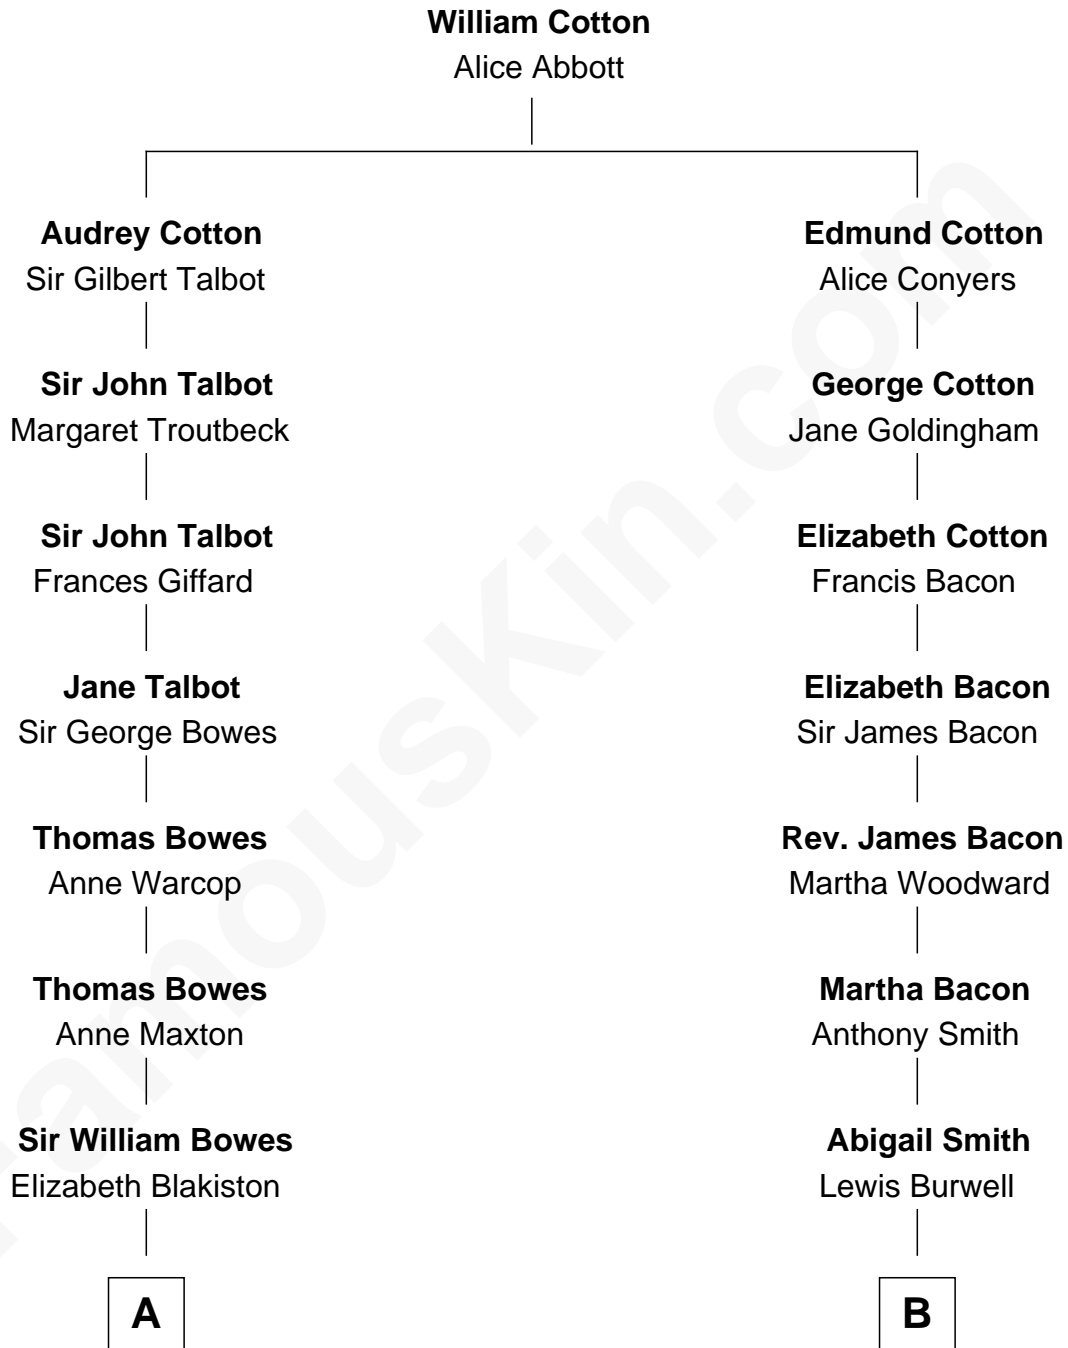 William Cotton
Alice Abbott
Audrey Cotton
Sir Gilbert Talbot
Edmund Cotton
Alice Conyers
Sir John Talbot
Margaret Troutbeck
George Cotton
Jane Goldingham
Sir John Talbot
Frances Giffard
Elizabeth Cotton
Francis Bacon
Jane Talbot
Sir George Bowes
Elizabeth Bacon
Sir James Bacon
Thomas Bowes
Anne Warcop
Rev. James Bacon
Martha Woodward
Thomas Bowes
Anne Maxton
Martha Bacon
Anthony Smith
Sir William Bowes
Elizabeth Blakiston
Abigail Smith
Lewis Burwell
A
B
FamousKin.com